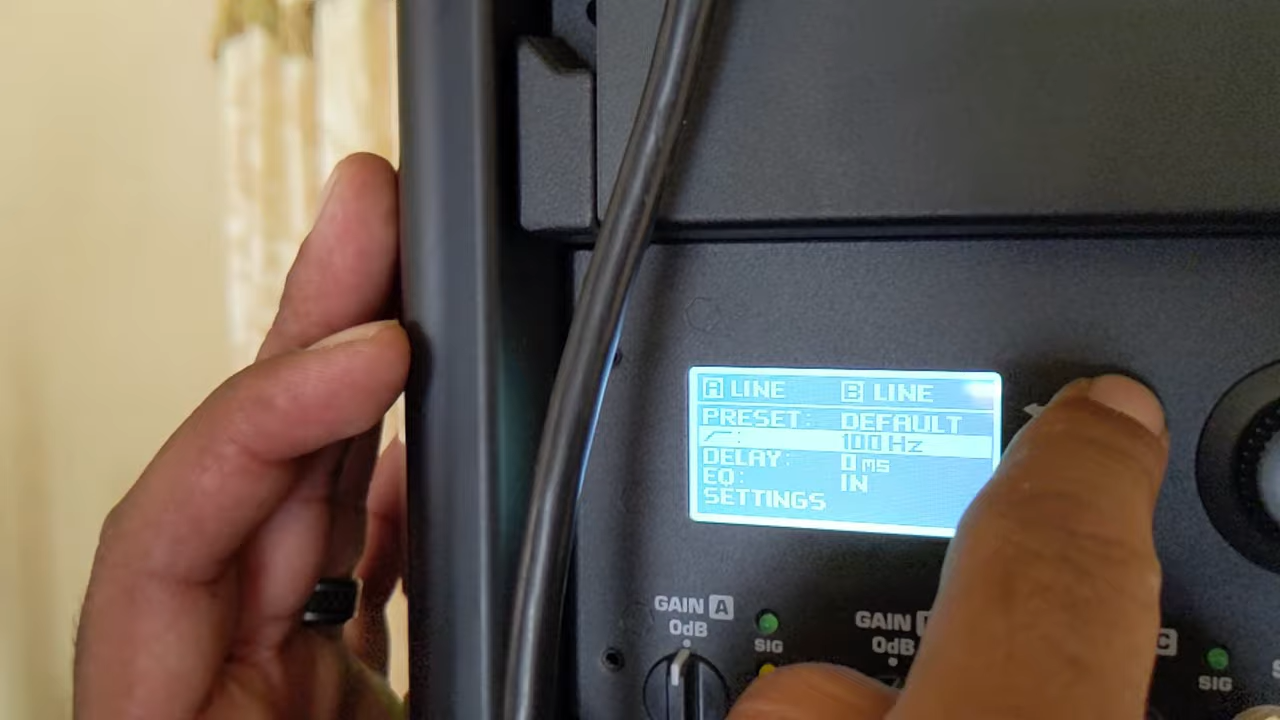 A LINE B LINE
PRESET: DEFAULT
: 100 Hz
DELAY: 0 ms
EQ: IN
SETTINGS
GAIN A
0dB
SIG
GAIN
0dB
C
SIG